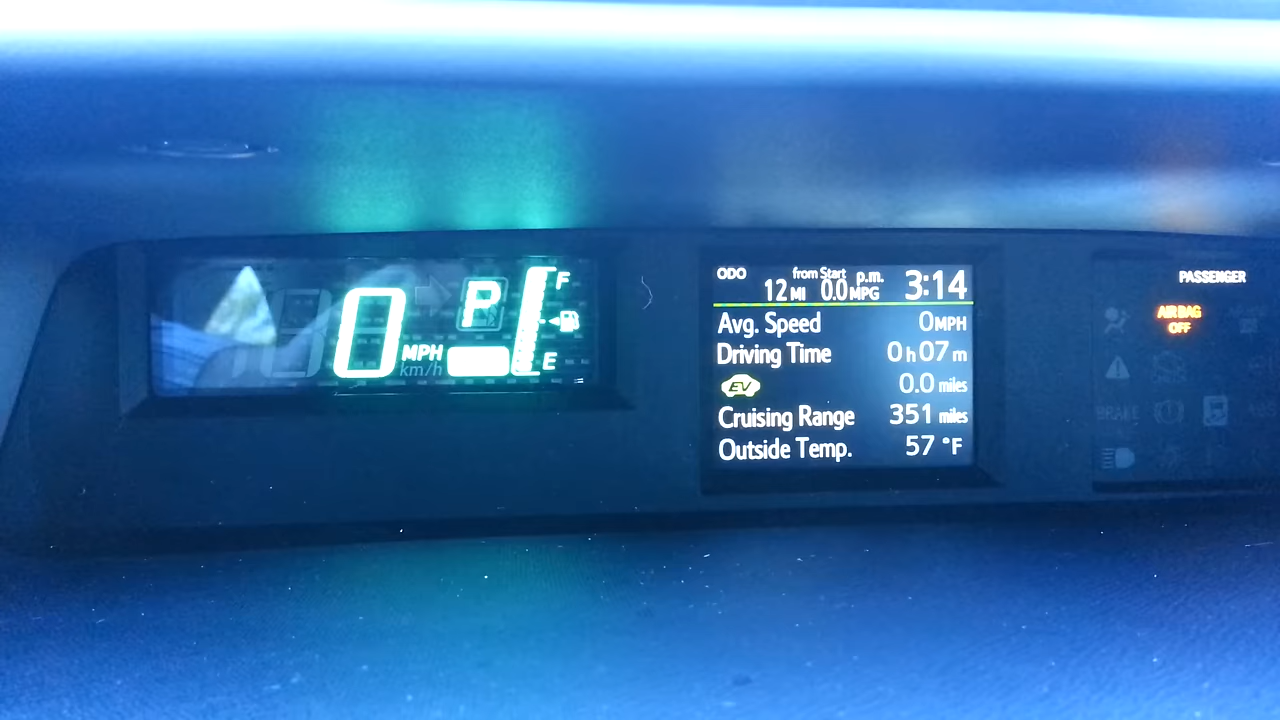 0 MPH
km/h
P
F
E
ODO from Start p.m.
12 MI 0.0 MPG 3:14
Avg. Speed 0 MPH
Driving Time 0 h 07 m
EV 0.0 miles
Cruising Range 351 miles
Outside Temp. 57 °F
PASSENGER
AIR BAG
OFF
BRAKE